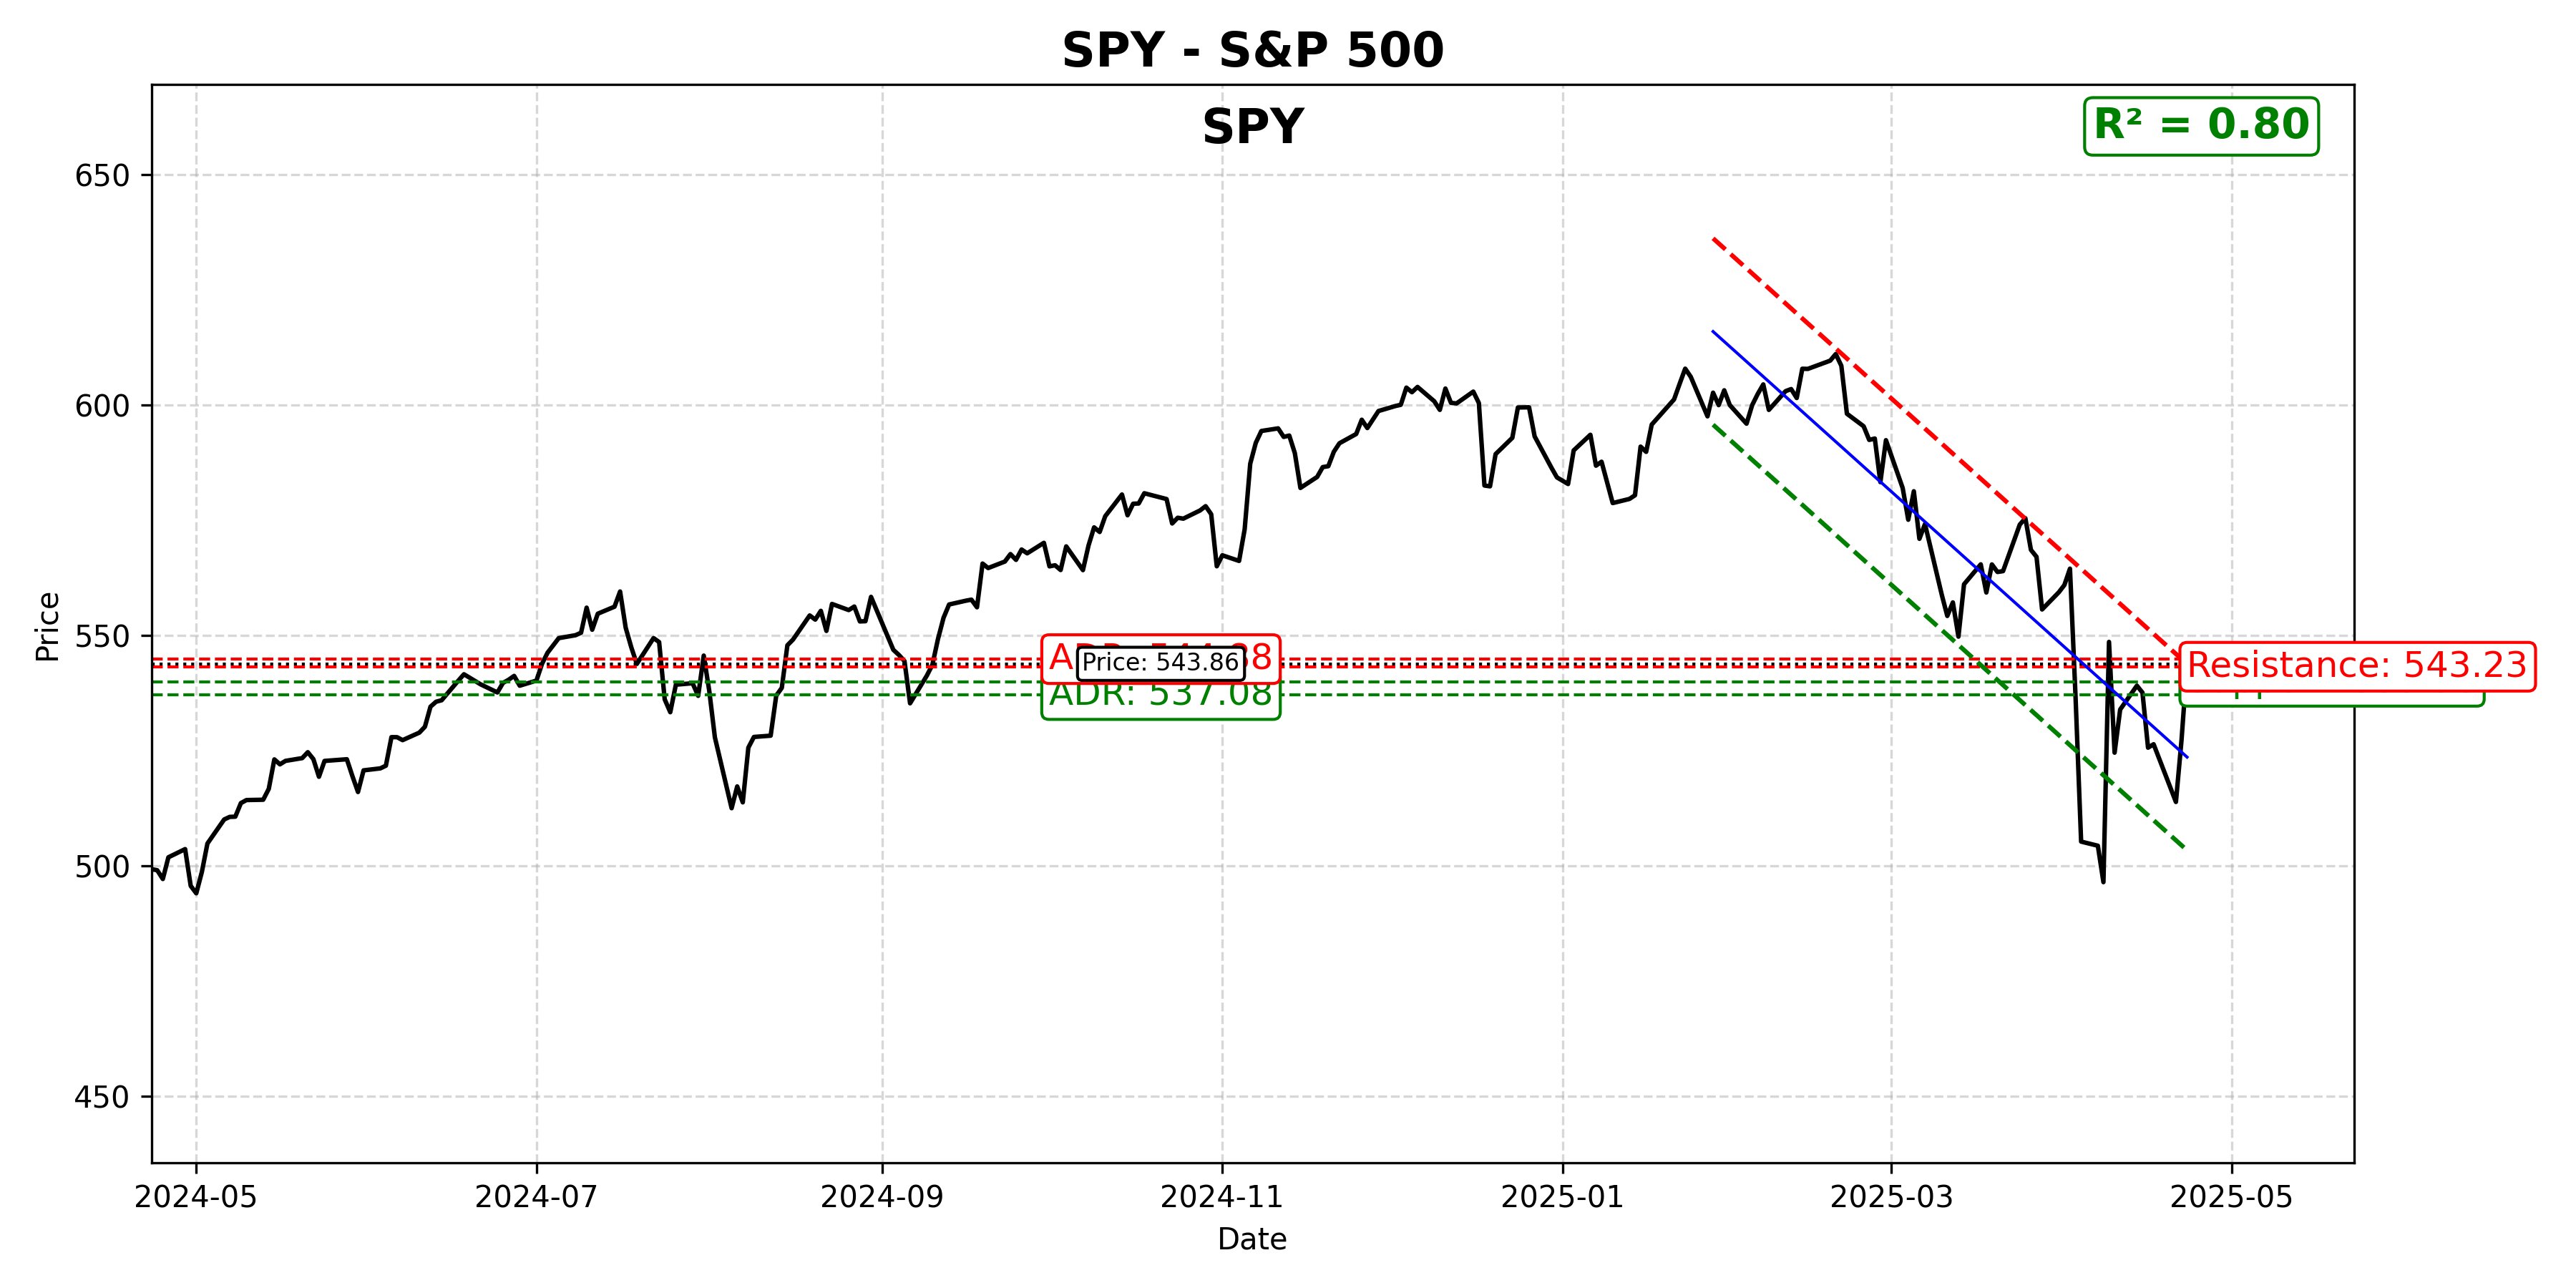 SPY - S&P 500
SPY
R² = 0.80
650
600
550
500
450
Price
Price: 543.86
ADR: 537.08
Resistance: 543.23
2024-05
2024-07
2024-09
2024-11
2025-01
2025-03
2025-05
Date